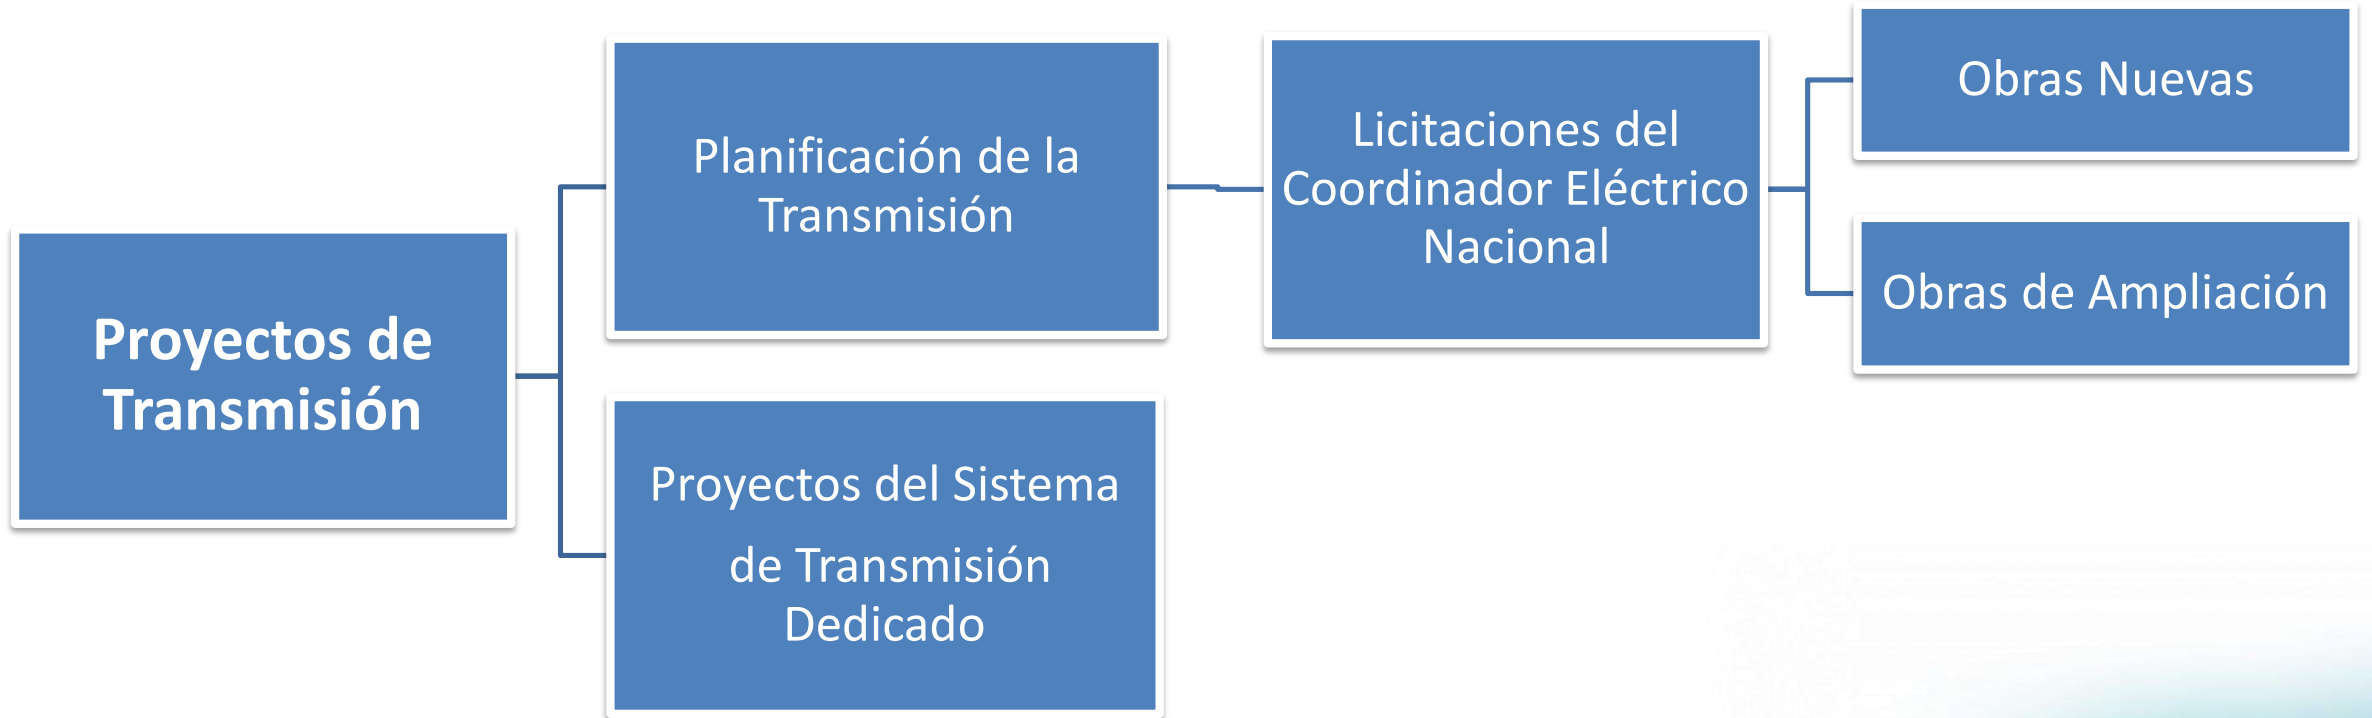 Proyectos de
Transmisión
Planificación de la
Transmisión
Proyectos del Sistema
de Transmisión
Dedicado
Licitaciones del
Coordinador Eléctrico
Nacional
Obras Nuevas
Obras de Ampliación